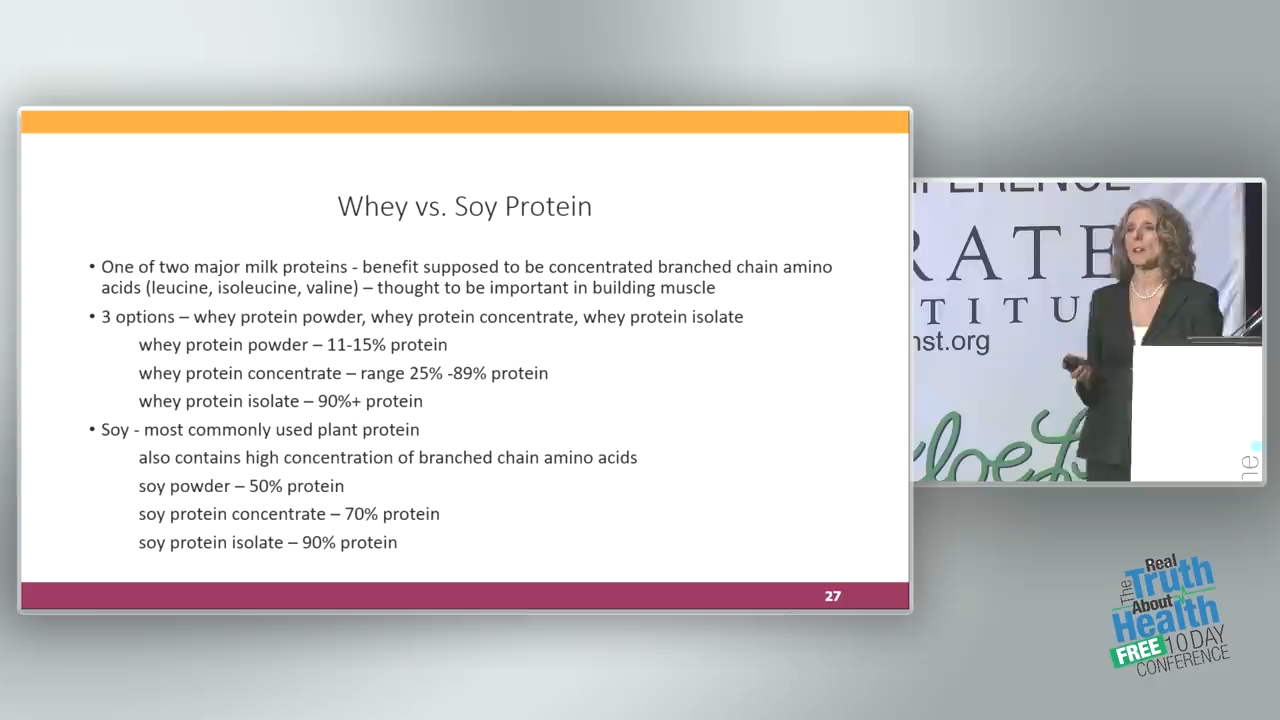 Whey vs. Soy Protein
• One of two major milk proteins - benefit supposed to be concentrated branched chain amino
acids (leucine, isoleucine, valine) – thought to be important in building muscle
• 3 options – whey protein powder, whey protein concentrate, whey protein isolate
whey protein powder – 11-15% protein
whey protein concentrate – range 25% -89% protein
whey protein isolate – 90%+ protein
• Soy - most commonly used plant protein
also contains high concentration of branched chain amino acids
soy powder – 50% protein
soy protein concentrate – 70% protein
soy protein isolate – 90% protein
27
RATE
TITU
nst.org
The
Real
Truth
About
Health
FREE 10 DAY
CONFERENCE